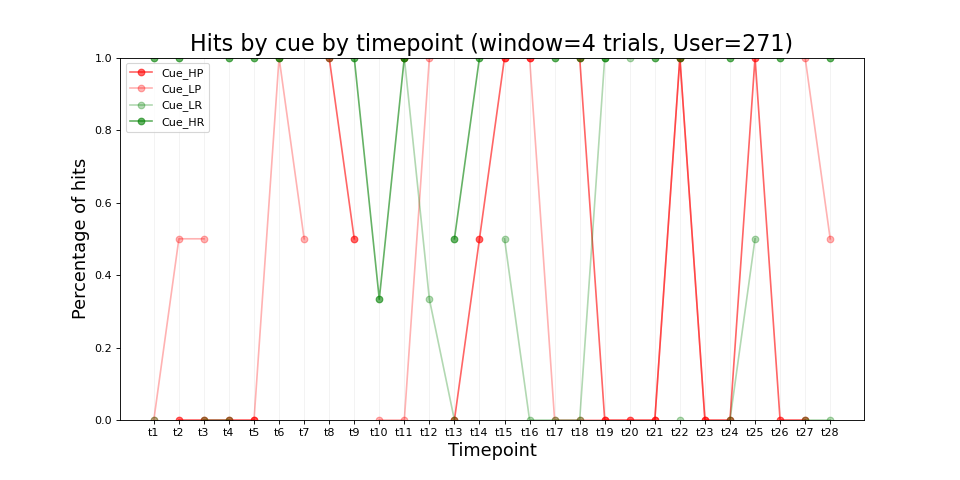 Hits by cue by timepoint (window=4 trials, User=271)
Percentage of hits
1.0
0.8
0.6
0.4
0.2
0.0
Cue_HP
Cue_LP
Cue_LR
Cue_HR
t1 t2 t3 t4 t5 t6 t7 t8 t9 t10 t11 t12 t13 t14 t15 t16 t17 t18 t19 t20 t21 t22 t23 t24 t25 t26 t27 t28
Timepoint